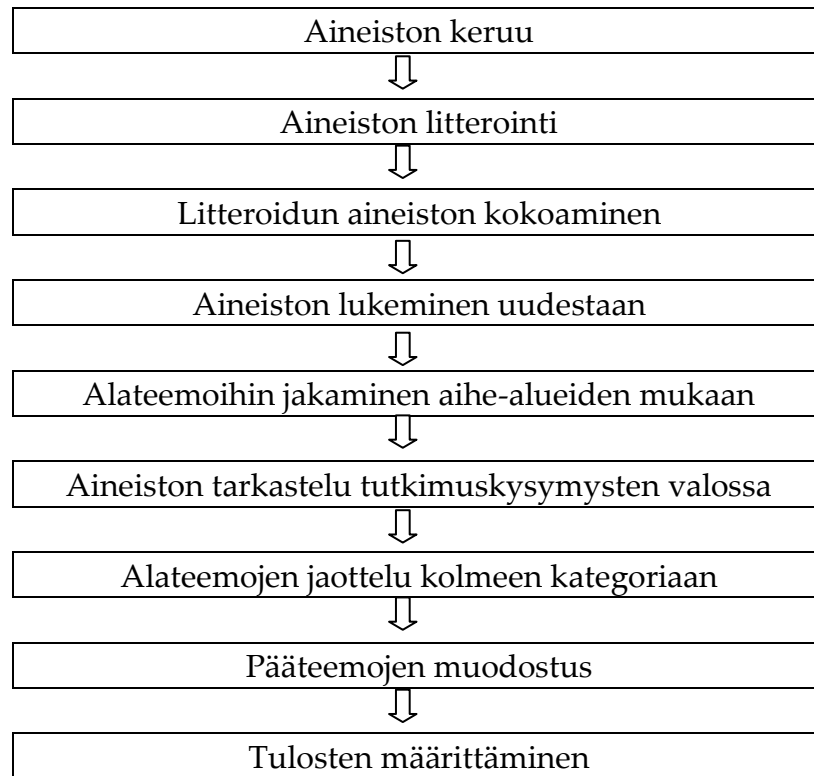 Aineiston keruu
Aineiston litterointi
Litteroidun aineiston kokoaminen
Aineiston lukeminen uudestaan
Alateemoihin jakaminen aihe-alueiden mukaan
Aineiston tarkastelu tutkimuskysymysten valossa
Alateemojen jaottelu kolmeen kategoriaan
Pääteemojen muodostus
Tulosten määrittäminen